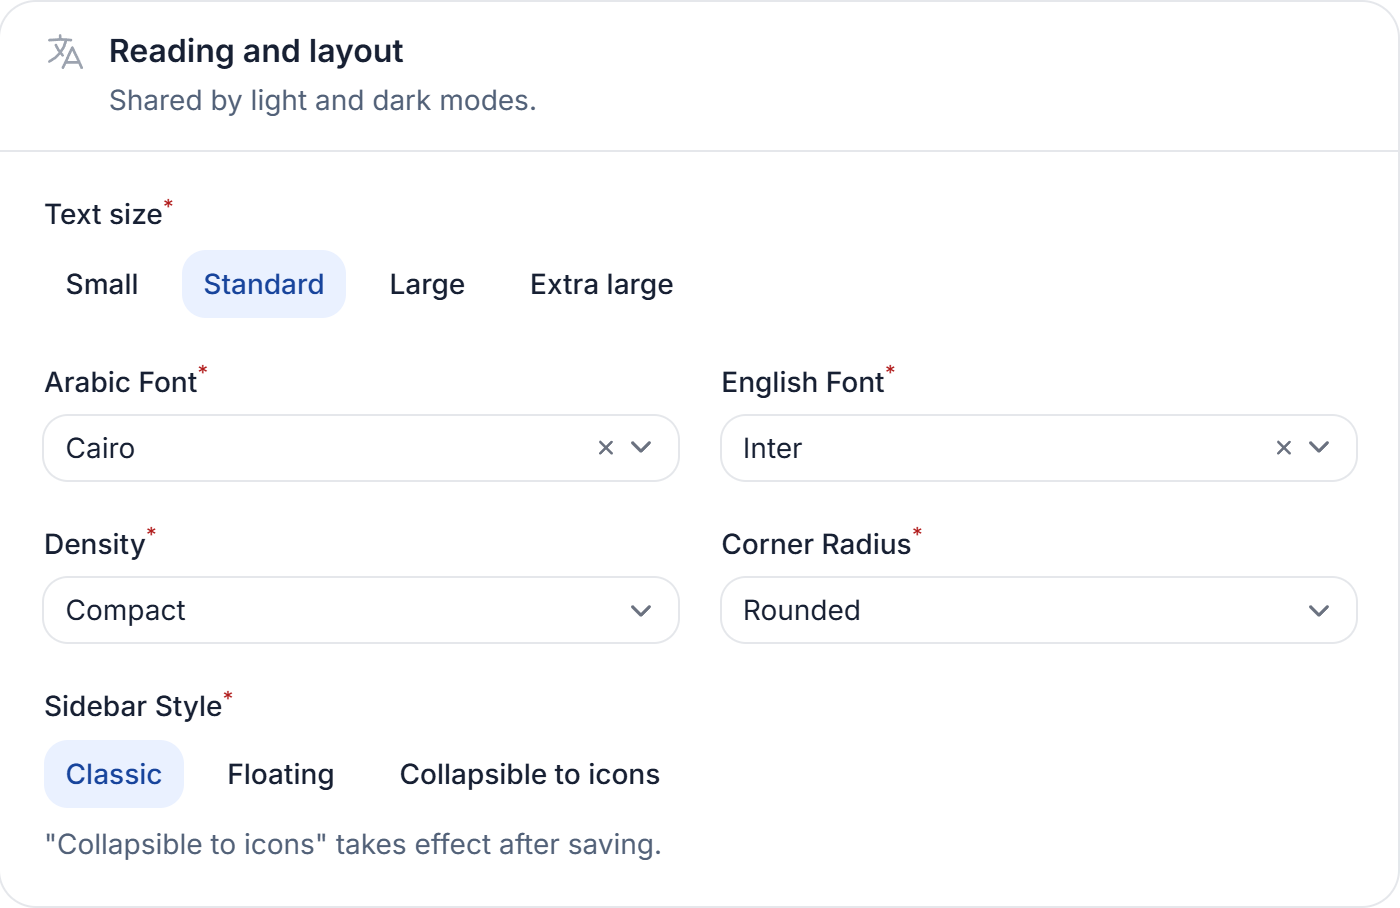 Reading and layout
Shared by light and dark modes.
Text size*
Small Standard Large Extra large
Arabic Font* English Font*
Cairo Inter
Density* Corner Radius*
Compact Rounded
Sidebar Style*
Classic Floating Collapsible to icons
"Collapsible to icons" takes effect after saving.